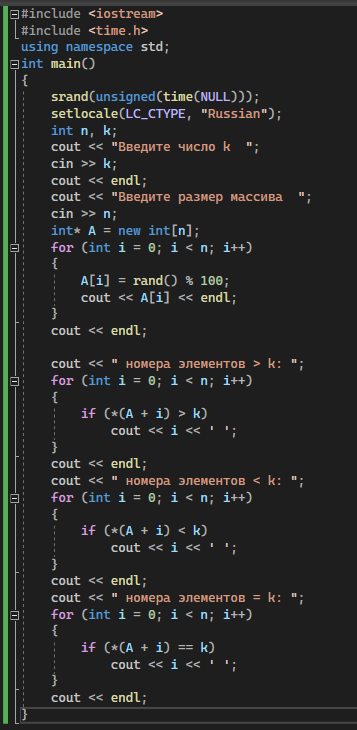 #include <iostream>
#include <time.h>
using namespace std;
int main()
{
srand(unsigned(time(NULL)));
setlocale(LC_CTYPE, "Russian");
int n, k;
cout << "Введите число k  ";
cin >> k;
cout << endl;
cout << "Введите размер массива  ";
cin >> n;
int* A = new int[n];
for (int i = 0; i < n; i++)
{
A[i] = rand() % 100;
cout << A[i] << endl;
}
cout << endl;
cout << " номера элементов > k: ";
for (int i = 0; i < n; i++)
{
if (*(A + i) > k)
cout << i << ' ';
}
cout << endl;
cout << " номера элементов < k: ";
for (int i = 0; i < n; i++)
{
if (*(A + i) < k)
cout << i << ' ';
}
cout << endl;
cout << " номера элементов = k: ";
for (int i = 0; i < n; i++)
{
if (*(A + i) == k)
cout << i << ' ';
}
cout << endl;
}